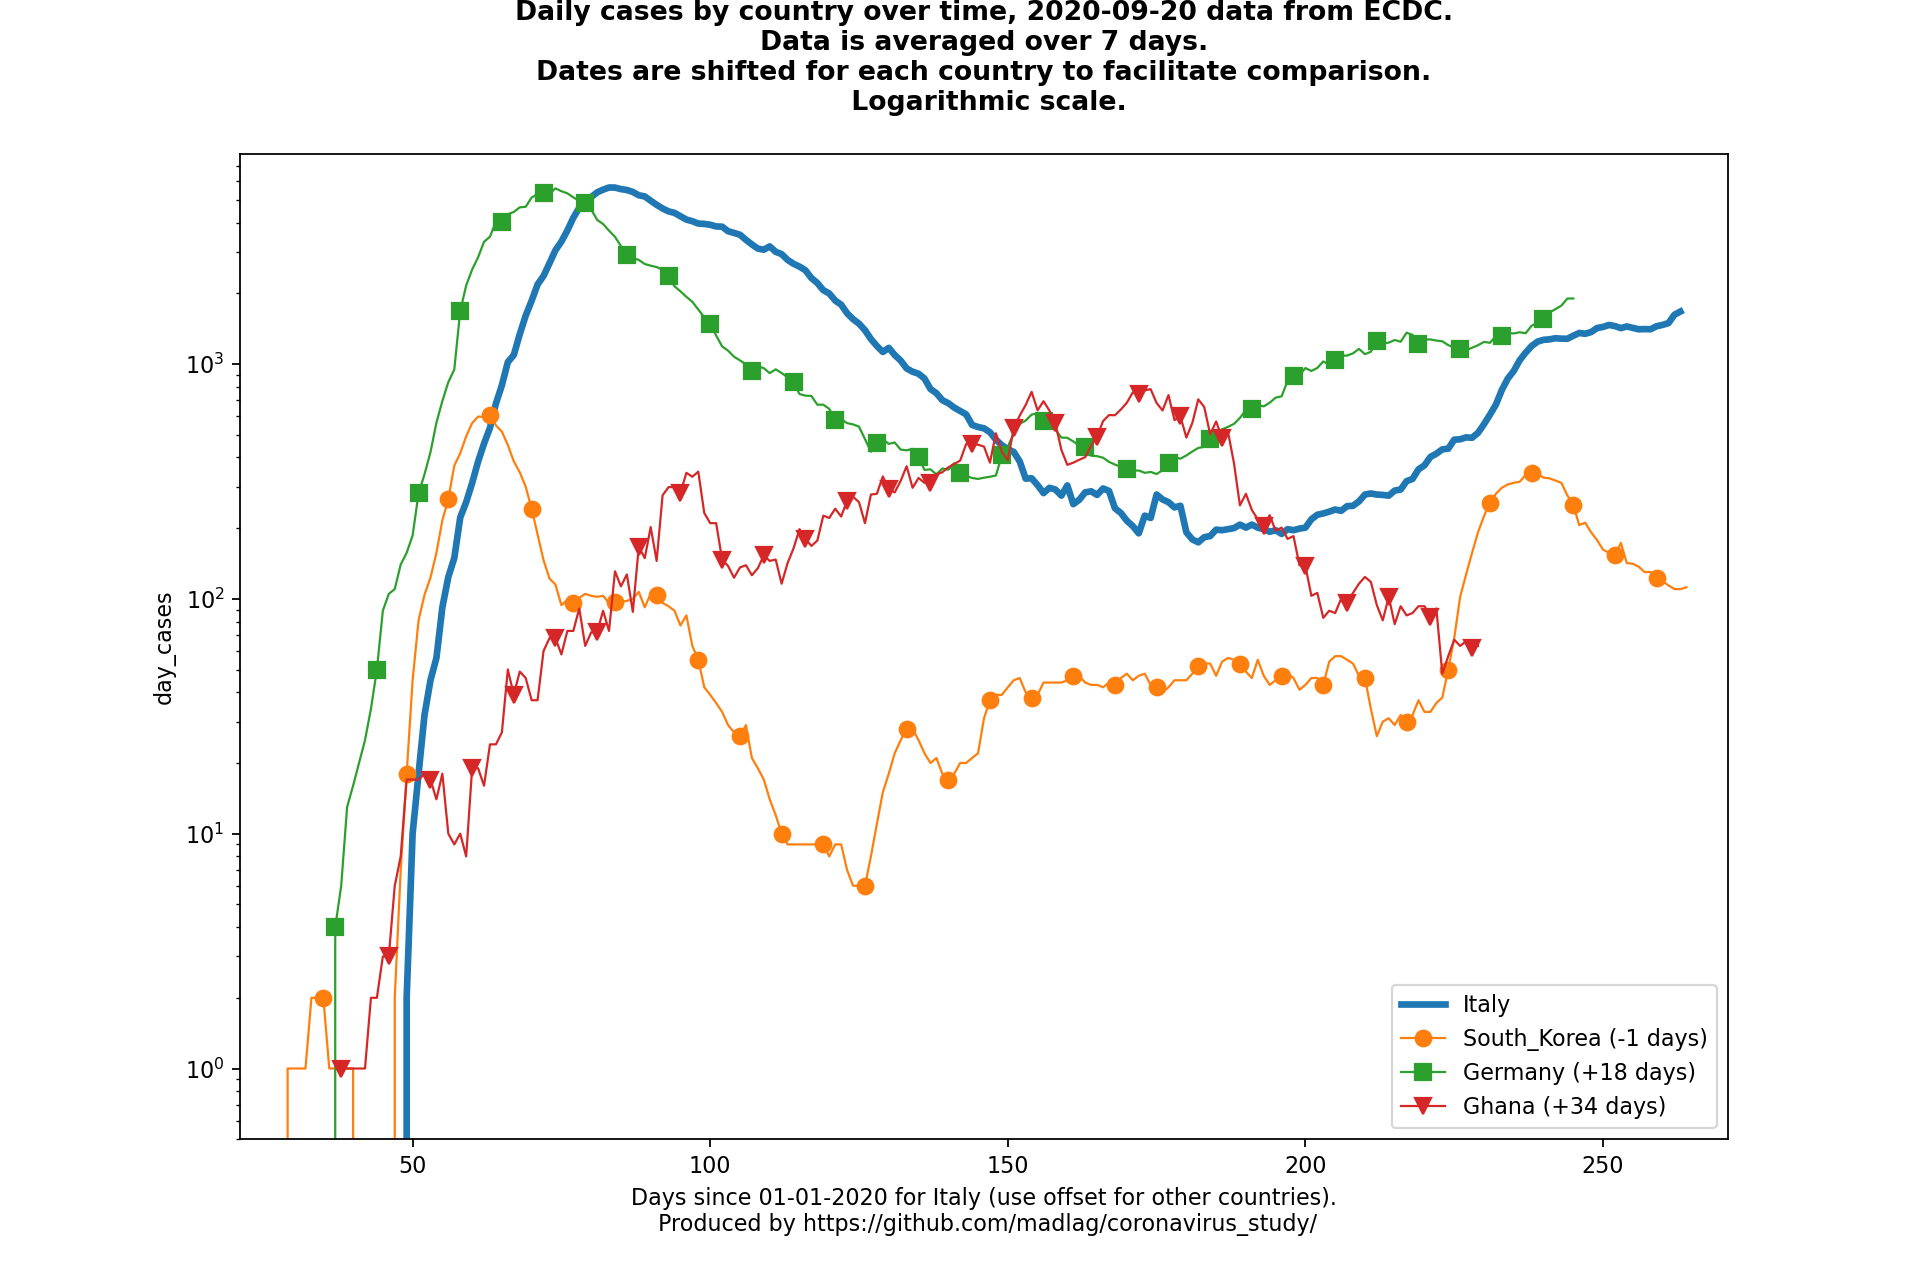 Daily cases by country over time, 2020-09-20 data from ECDC.
Data is averaged over 7 days.
Dates are shifted for each country to facilitate comparison.
Logarithmic scale.
day_cases
10³
10²
10¹
10⁰
50
100
150
200
250
Italy
South_Korea (-1 days)
Germany (+18 days)
Ghana (+34 days)
Days since 01-01-2020 for Italy (use offset for other countries).
Produced by https://github.com/madlag/coronavirus_study/